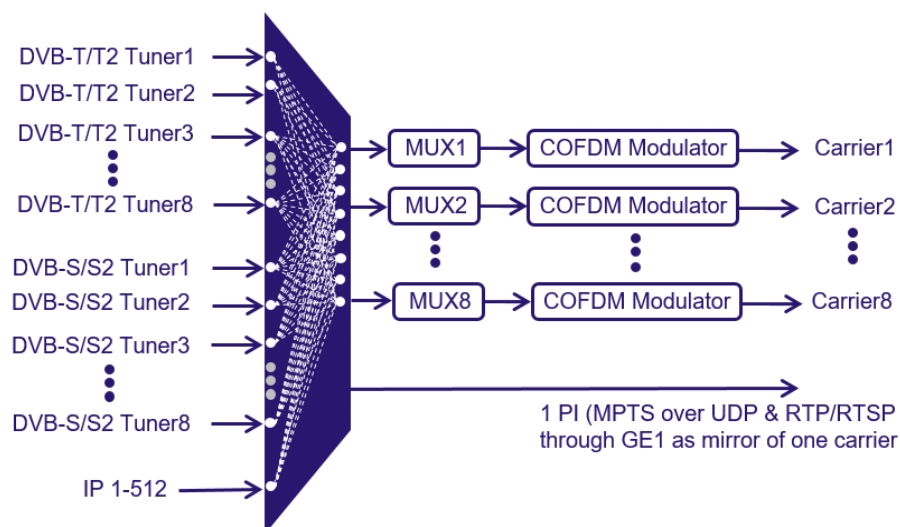 DVB-T/T2 Tuner1
DVB-T/T2 Tuner2
DVB-T/T2 Tuner3
DVB-T/T2 Tuner8
DVB-S/S2 Tuner1
DVB-S/S2 Tuner2
DVB-S/S2 Tuner3
DVB-S/S2 Tuner8
IP 1-512
MUX1 COFDM Modulator Carrier1
MUX2 COFDM Modulator Carrier2
MUX8 COFDM Modulator Carrier8
1 PI (MPTS over UDP & RTP/RTSP
through GE1 as mirror of one carrier